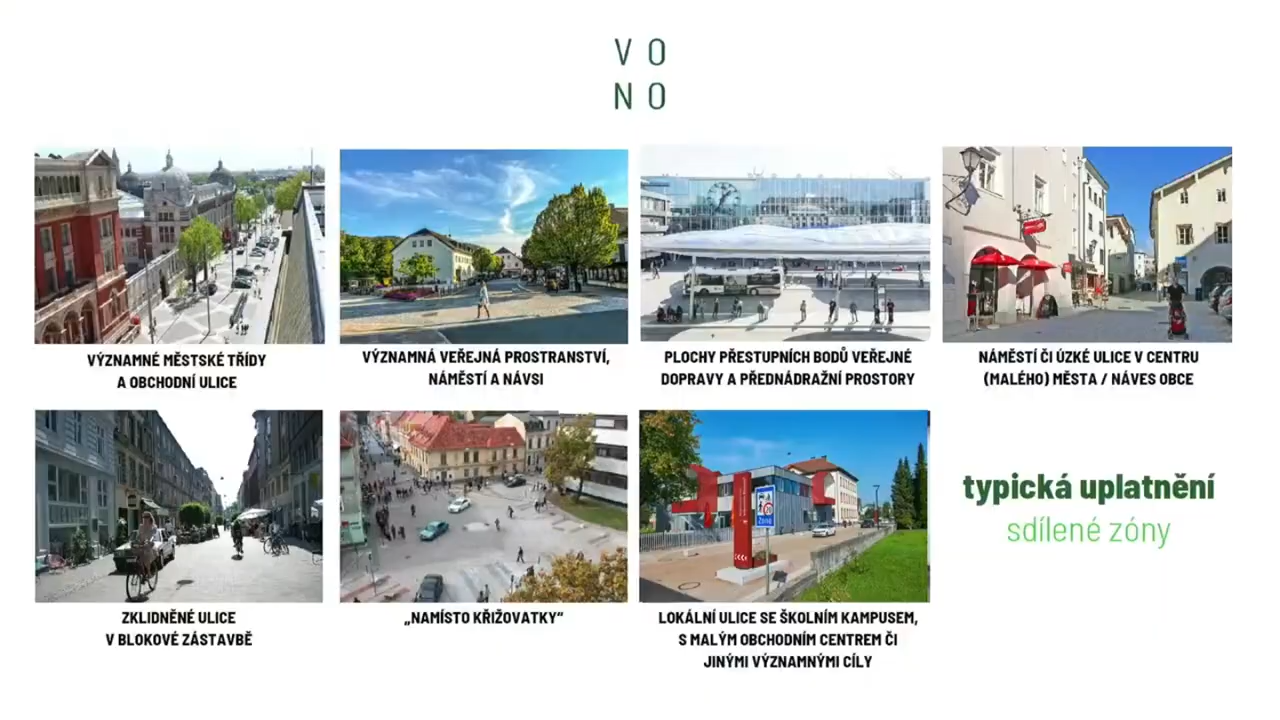 V O
N O
VÝZNAMNÉ MĚSTSKÉ TŘÍDY
A OBCHODNÍ ULICE
VÝZNAMNÁ VEŘEJNÁ PROSTRANSTVÍ,
NÁMĚSTÍ A NÁVSI
PLOCHY PŘESTUPNÍCH BODŮ VEŘEJNÉ
DOPRAVY A PŘEDNÁDRAŽNÍ PROSTORY
NÁMĚSTÍ ČI ÚZKÉ ULICE V CENTRU
(MALÉHO) MĚSTA / NÁVES OBCE
ZKLIDNĚNÉ ULICE
V BLOKOVÉ ZÁSTAVBĚ
„NAMÍSTO KŘIŽOVATKY“
LOKÁLNÍ ULICE SE ŠKOLNÍM KAMPUSEM,
S MALÝM OBCHODNÍM CENTREM ČI
JINÝMI VÝZNAMNÝMI CÍLY
Zone
typická uplatnění
sdílené zóny